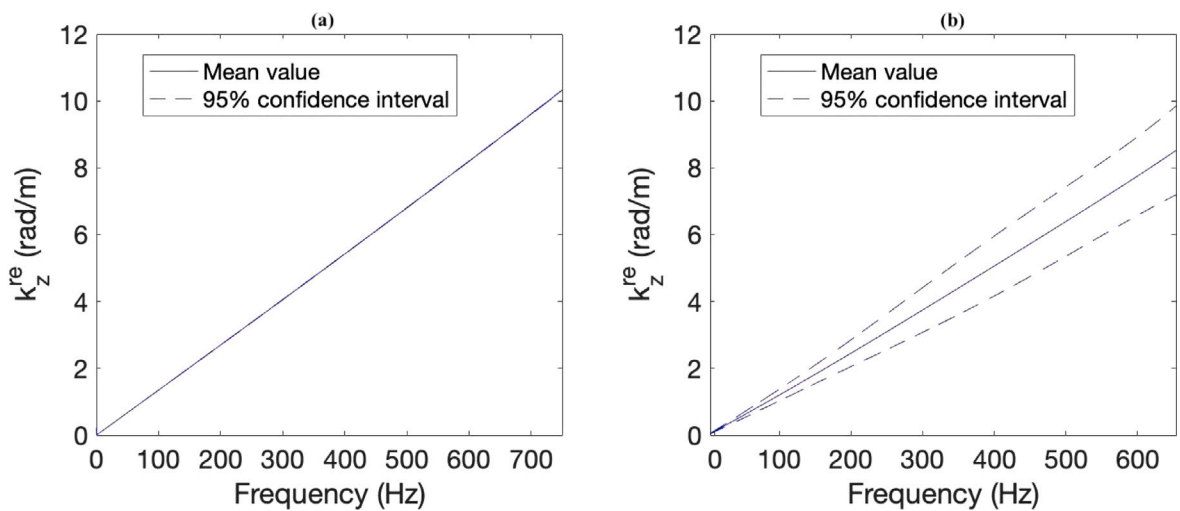 (a)
12
10
8
6
4
2
0
k_z^re (rad/m)
Mean value
95% confidence interval
0 100 200 300 400 500 600 700
Frequency (Hz)
(b)
12
10
8
6
4
2
0
k_z^re (rad/m)
Mean value
95% confidence interval
0 100 200 300 400 500 600
Frequency (Hz)